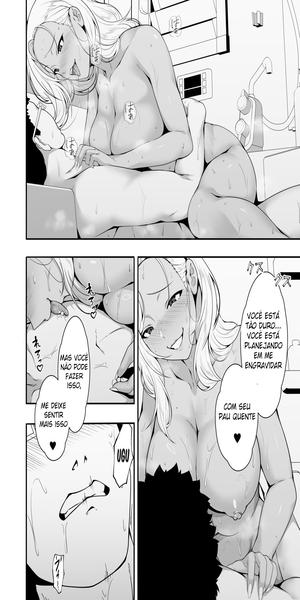 VOCÊ ESTÁ
TÃO DURO...
VOCÊ ESTÁ
PLANEJANDO
EM ME
ENGRAVIDAR
COM SEU
PAU QUENTE
♥
MAS VOCÊ
NÃO PODE
FAZER
ISSO,
ME DEIXE
SENTIR
MAIS ISSO
♥
UGU